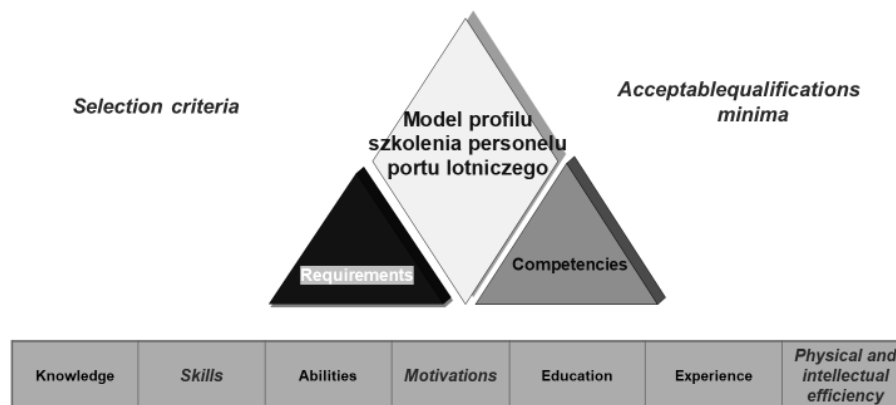 Selection criteria
Acceptablequalifications
minima
Model profilu
szkolenia personelu
portu lotniczego
Requirements
Competencies
Knowledge
Skills
Abilities
Motivations
Education
Experience
Physical and
intellectual
efficiency